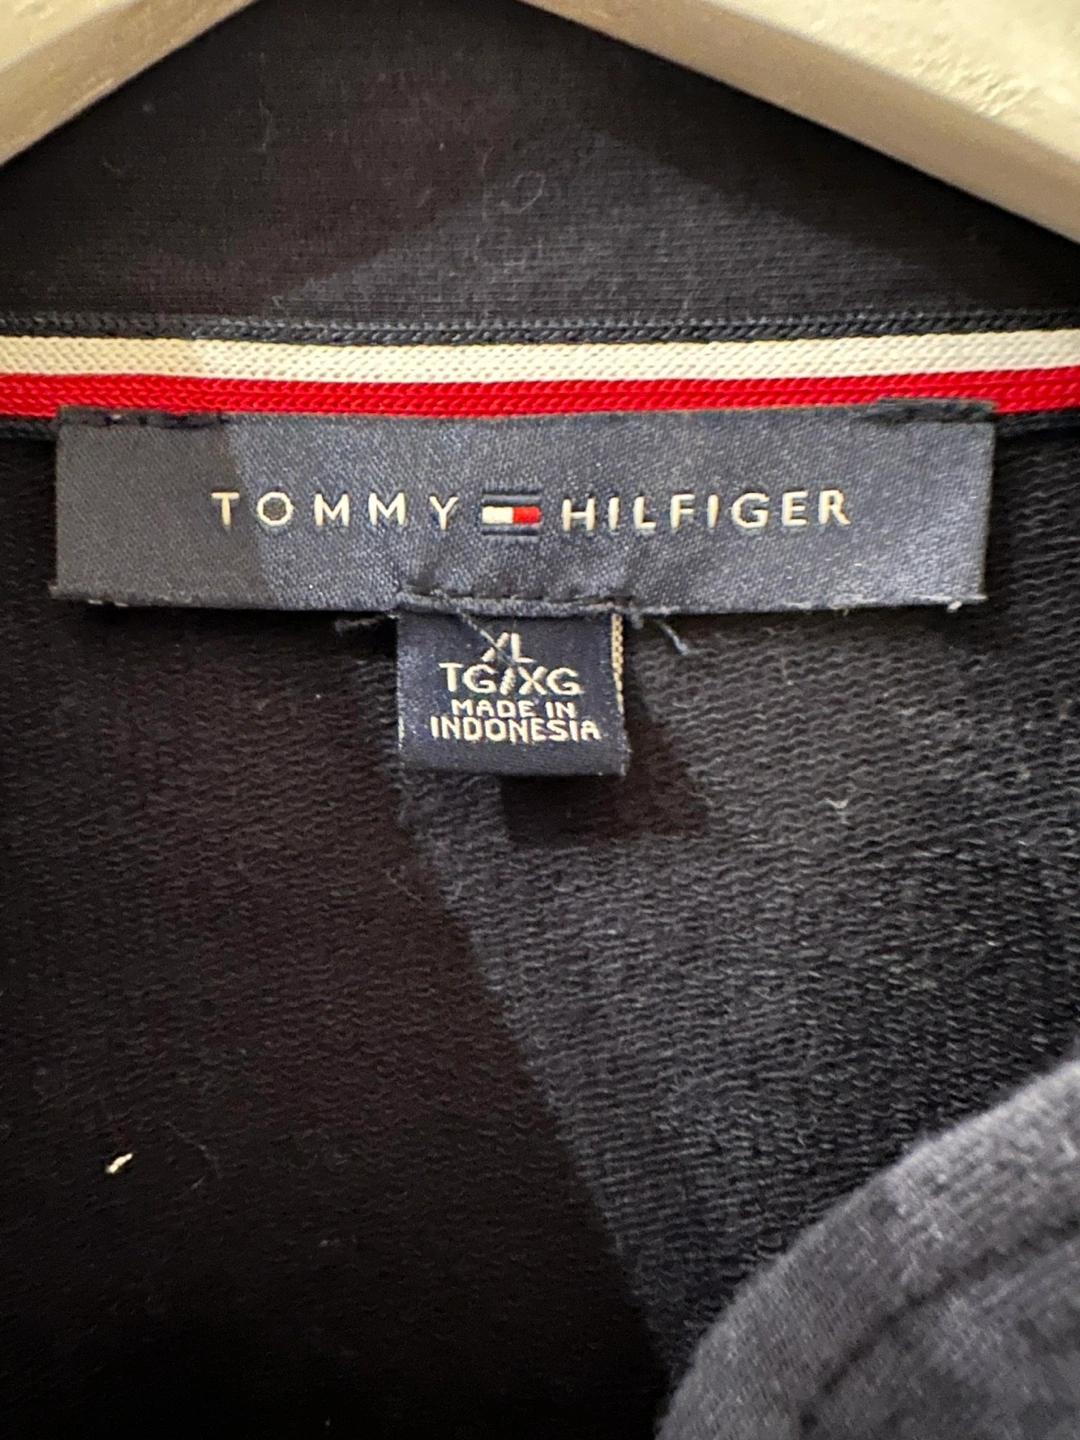 TOMMY HILFIGER
XL
TG/XG
MADE IN
INDONESIA